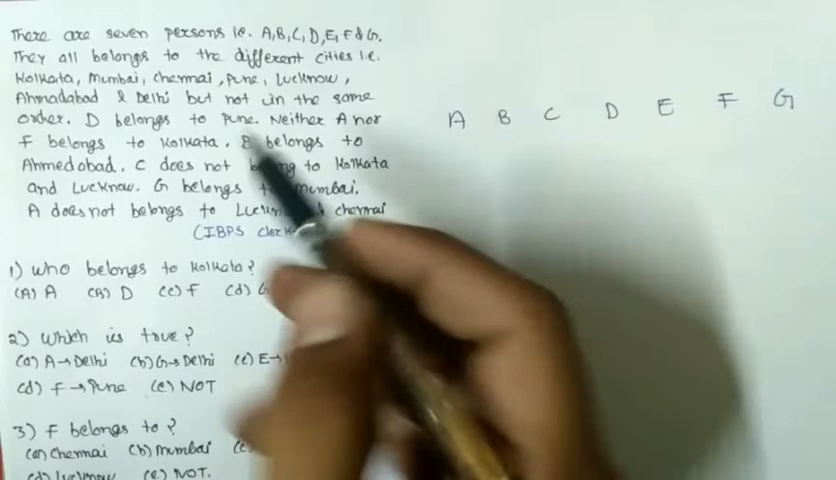 There are seven persons i.e. A,B,C,D,E,F & G.
They all belongs to the different cities i.e.
Kolkata, Mumbai, Chennai, Pune, Lucknow,
Ahmadabad & Delhi but not in the same
order. D belongs to Pune. Neither A nor
F belongs to Kolkata. B belongs to
Ahmedabad. C does not to Kolkata
and Lucknow. G belongs Mumbai.
A does not belongs to Chennai
(IBPS
1) Who belongs to Kolkata?
(A) A (B) D (C) F (d)
2) Which is true?
(a) A→Delhi (b) G→Delhi (c) E→
(d) F→Pune (e) NOT
3) F belongs to?
(a) Chennai (b) Mumbai
(d) Lucknow (e) NOT.
A B C D E F G